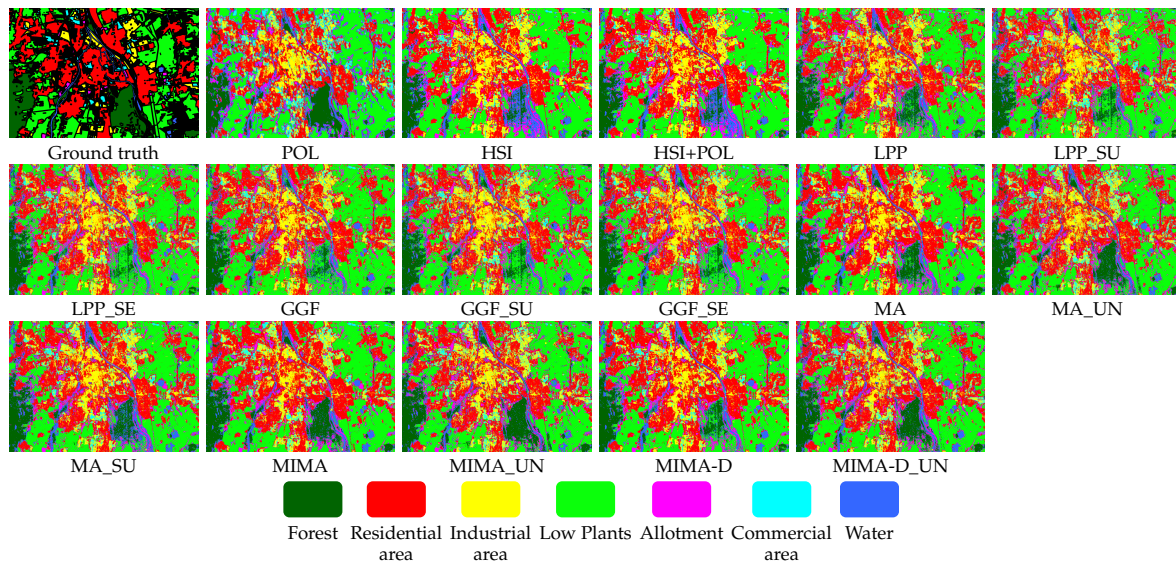 Ground truth
POL
HSI
HSI+POL
LPP
LPP_SU
LPP_SE
GGF
GGF_SU
GGF_SE
MA
MA_UN
MA_SU
MIMA
MIMA_UN
MIMA-D
MIMA-D_UN
Forest
Residential
area
Industrial
area
Low Plants
Allotment
Commercial
area
Water